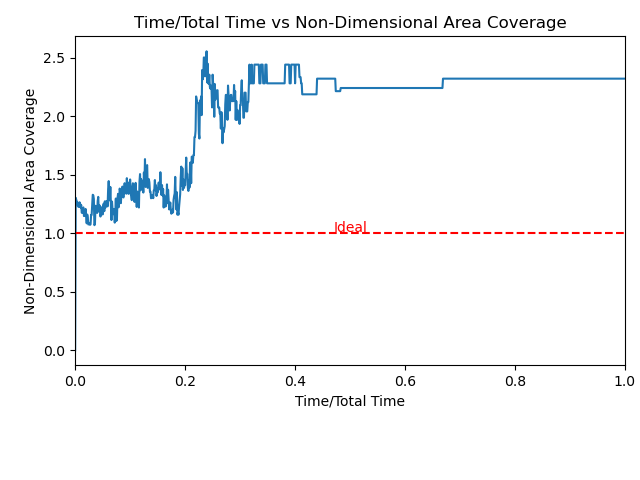 Time/Total Time vs Non-Dimensional Area Coverage
Non-Dimensional Area Coverage
2.5
2.0
1.5
1.0
0.5
0.0
Ideal
0.0 0.2 0.4 0.6 0.8 1.0
Time/Total Time